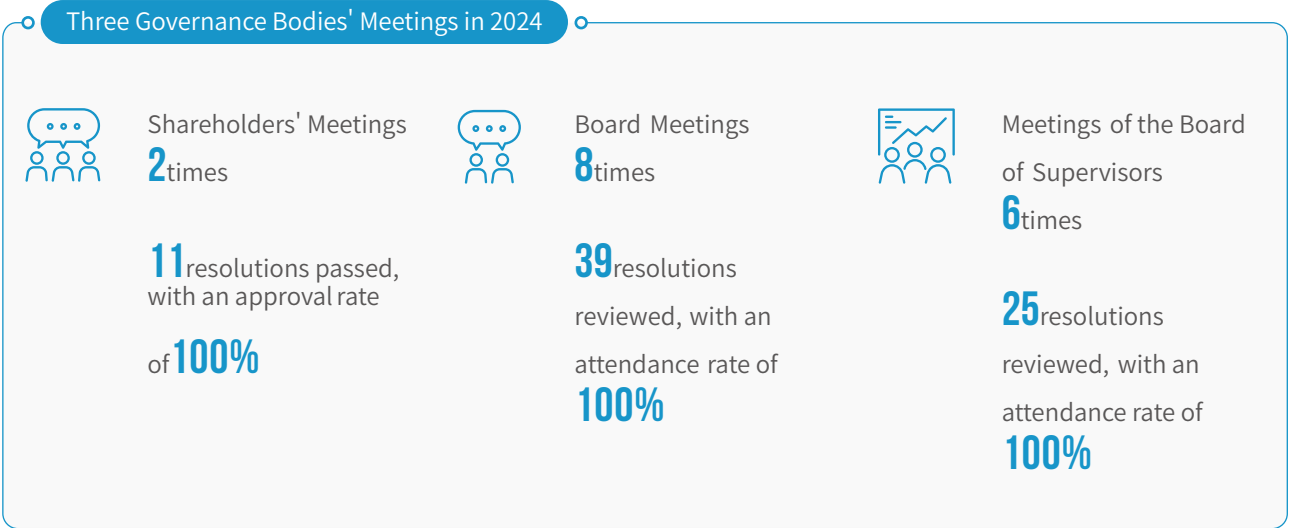 Three Governance Bodies' Meetings in 2024
Shareholders' Meetings
2times
11resolutions passed,
with an approval rate
of 100%
Board Meetings
8times
39resolutions
reviewed, with an
attendance rate of
100%
Meetings of the Board
of Supervisors
6times
25resolutions
reviewed, with an
attendance rate of
100%